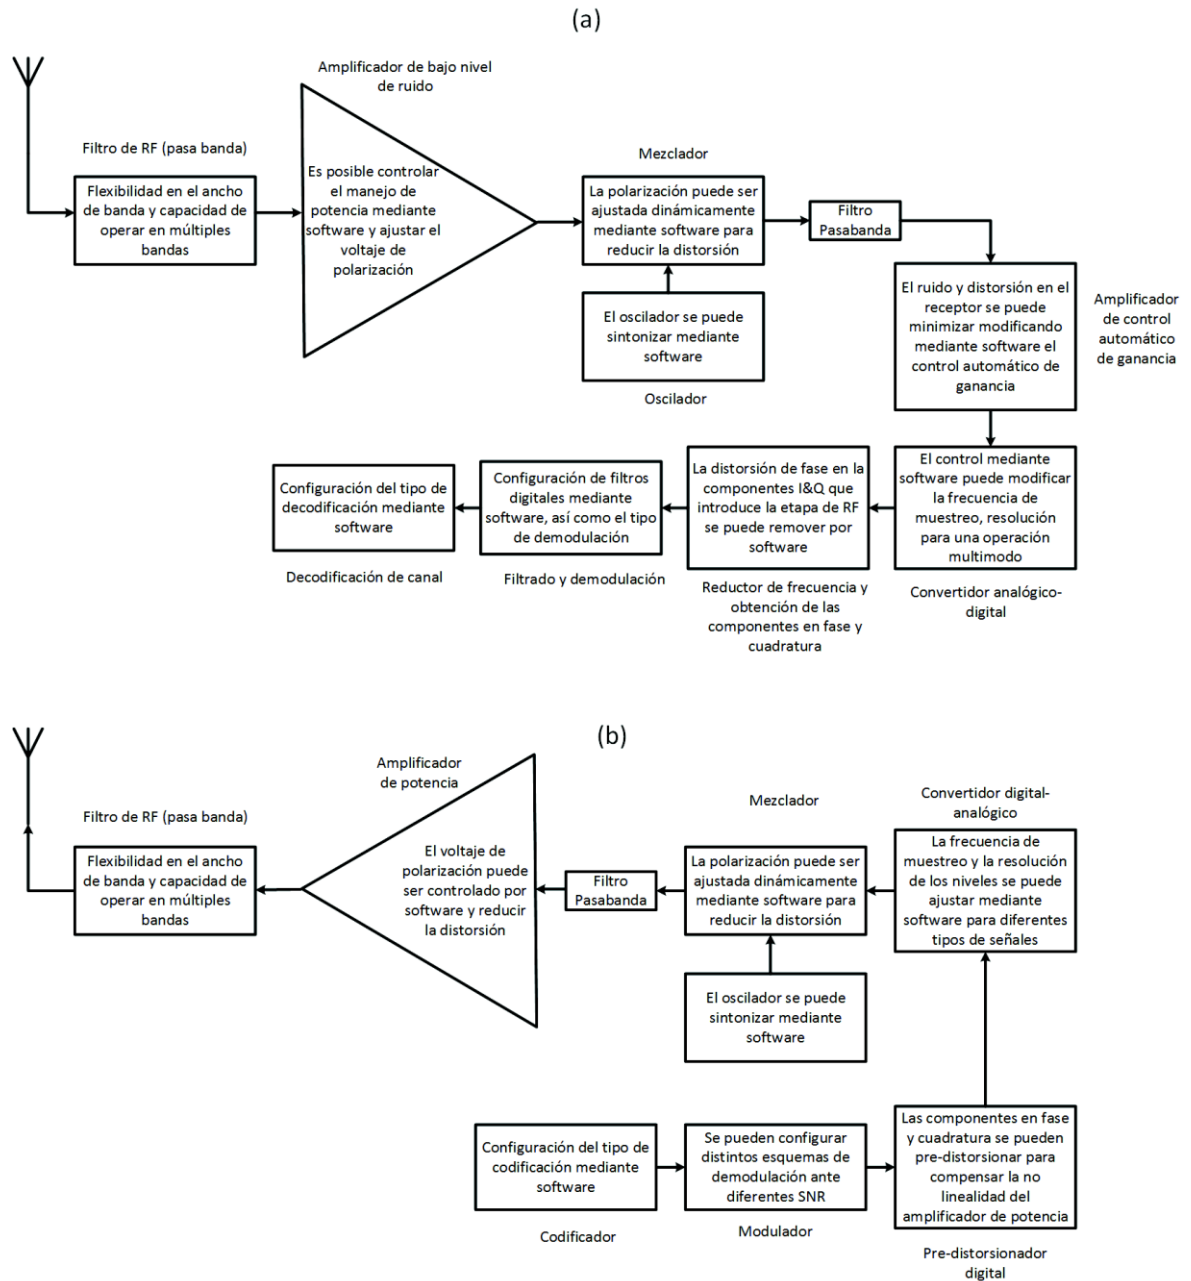 (a)
Amplificador de bajo nivel
de ruido
Filtro de RF (pasa banda)
Flexibilidad en el ancho
de banda y capacidad de
operar en múltiples
bandas
Es posible controlar
el manejo de
potencia mediante
software y ajustar el
voltaje de
polarización
Mezclador
La polarización puede ser
ajustada dinámicamente
mediante software para
reducir la distorsión
Filtro
Pasabanda
El oscilador se puede
sintonizar mediante
software
Oscilador
El ruido y distorsión en el
receptor se puede
minimizar modificando
mediante software el
control automático de
ganancia
Amplificador
de control
automático
de ganancia
El control mediante
software puede modificar
la frecuencia de
muestreo, resolución
para una operación
multimodo
Convertidor analógico-
digital
La distorsión de fase en la
componentes I&Q que
introduce la etapa de RF
se puede remover por
software
Reductor de frecuencia y
obtención de las
componentes en fase y
cuadratura
Configuración de filtros
digitales mediante
software, así como el tipo
de demodulación
Filtrado y demodulación
Configuración del tipo de
decodificación mediante
software
Decodificación de canal
(b)
Amplificador
de potencia
Filtro de RF (pasa banda)
Flexibilidad en el ancho
de banda y capacidad de
operar en múltiples
bandas
El voltaje de
polarización puede
ser controlado por
software y reducir
la distorsión
Filtro
Pasabanda
Mezclador
La polarización puede ser
ajustada dinámicamente
mediante software para
reducir la distorsión
El oscilador se puede
sintonizar mediante
software
Convertidor digital-
analógico
La frecuencia de
muestreo y la resolución
de los niveles se puede
ajustar mediante
software para diferentes
tipos de señales
Configuración del tipo de
codificación mediante
software
Codificador
Se pueden configurar
distintos esquemas de
demodulación ante
diferentes SNR
Modulador
Las componentes en fase
y cuadratura se pueden
pre-distorsionar para
compensar la no
linealidad del
amplificador de potencia
Pre-distorsionador
digital